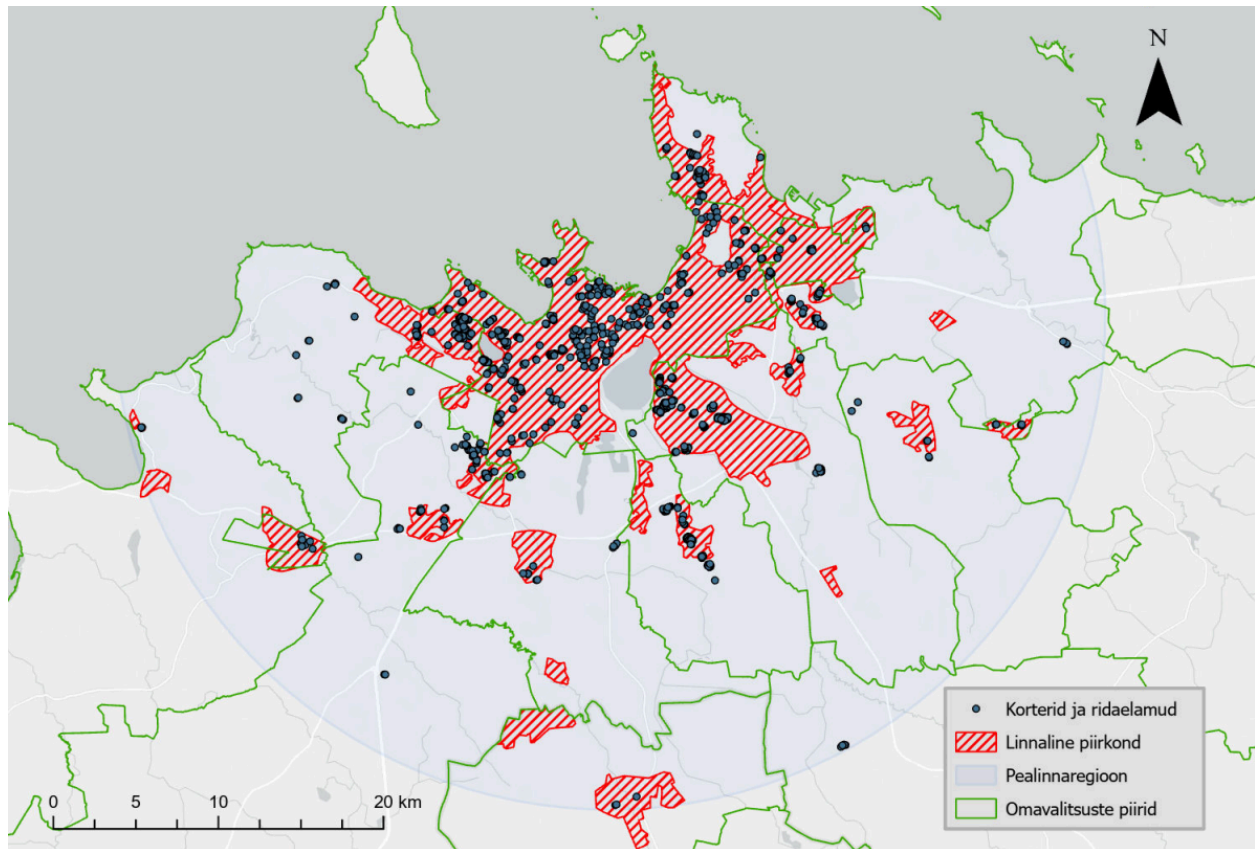 N
Korterid ja ridaelamud
Linnaline piirkond
Pealinnaregioon
Omavalitsuste piirid
0 5 10 20 km